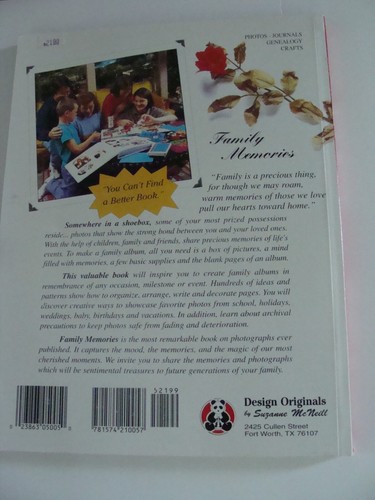 PHOTOS · JOURNALS
GENEALOGY
CRAFTS
Family
Memories
"You Can't Find
a Better Book."
"Family is a precious thing,
for though we may roam,
warm memories of those we love
pull our hearts toward home."
Somewhere in a shoebox, some of your most prized possessions
reside... photos that show the strong bond between you and your loved ones.
With the help of children, family and friends, share precious memories of life's
events. To make a family album, all you need is a box of pictures, a mind
filled with memories, a few basic supplies and the blank pages of an album.
This valuable book will inspire you to create family albums in
remembrance of any occasion, milestone or event. Hundreds of ideas and
patterns show how to organize, arrange, write and decorate pages. You will
discover creative ways to showcase favorite photos from school, holidays,
weddings, baby, birthdays and vacations. In addition, learn about archival
precautions to keep photos safe from fading and deterioration.
Family Memories is the most remarkable book on photographs ever
published. It captures the mood, the memories, and the magic of our most
cherished moments. We invite you to share the memories and photographs
which will be sentimental treasures to future generations of your family.
52199
0 23863 05005
9 781574 210057
Design Originals
by Suzanne McNeill
2425 Cullen Street
Fort Worth, TX 76107